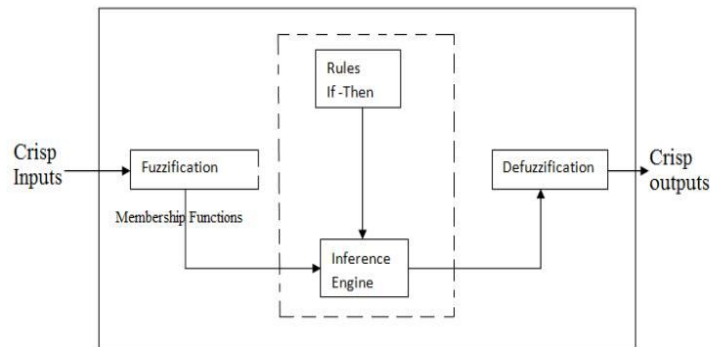 Rules
If -Then
Crisp
Inputs
Fuzzification
Membership Functions
Inference
Engine
Defuzzification
Crisp
outputs